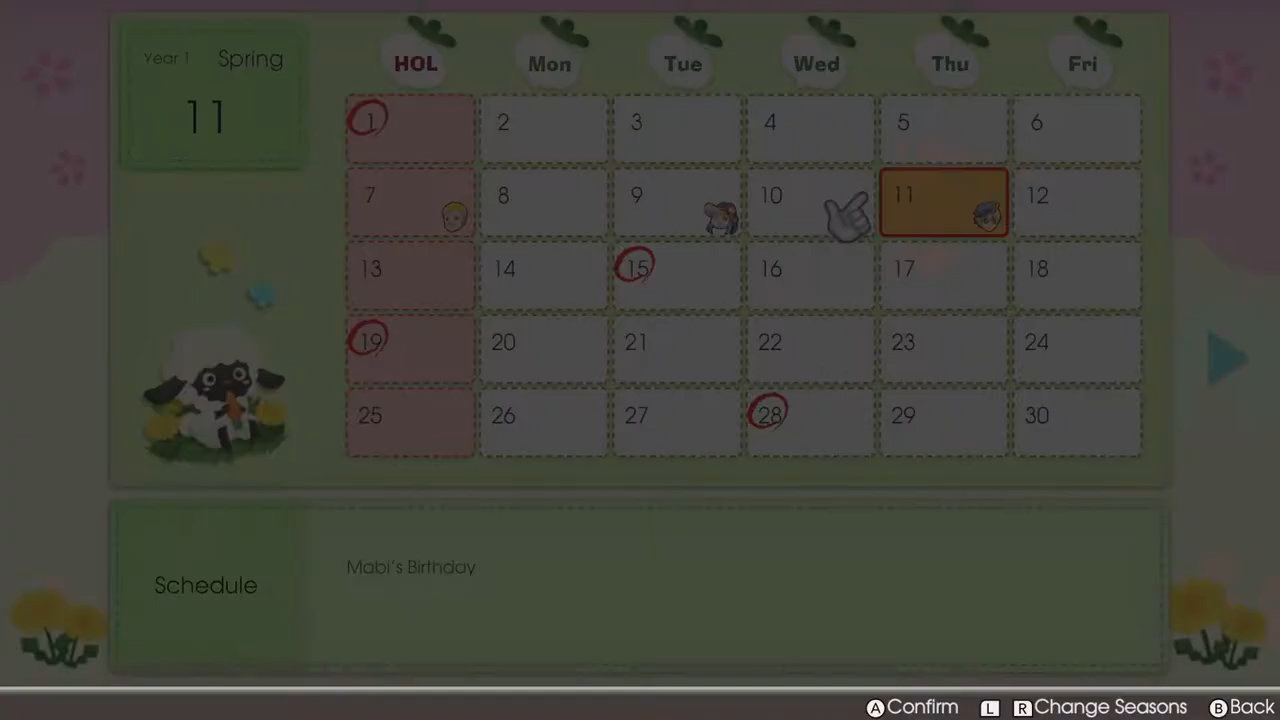 Year 1 Spring
11
HOL Mon Tue Wed Thu Fri
1 2 3 4 5 6
7 8 9 10 11 12
13 14 15 16 17 18
19 20 21 22 23 24
25 26 27 28 29 30
Schedule
Mabi's Birthday
A Confirm L R Change Seasons B Back